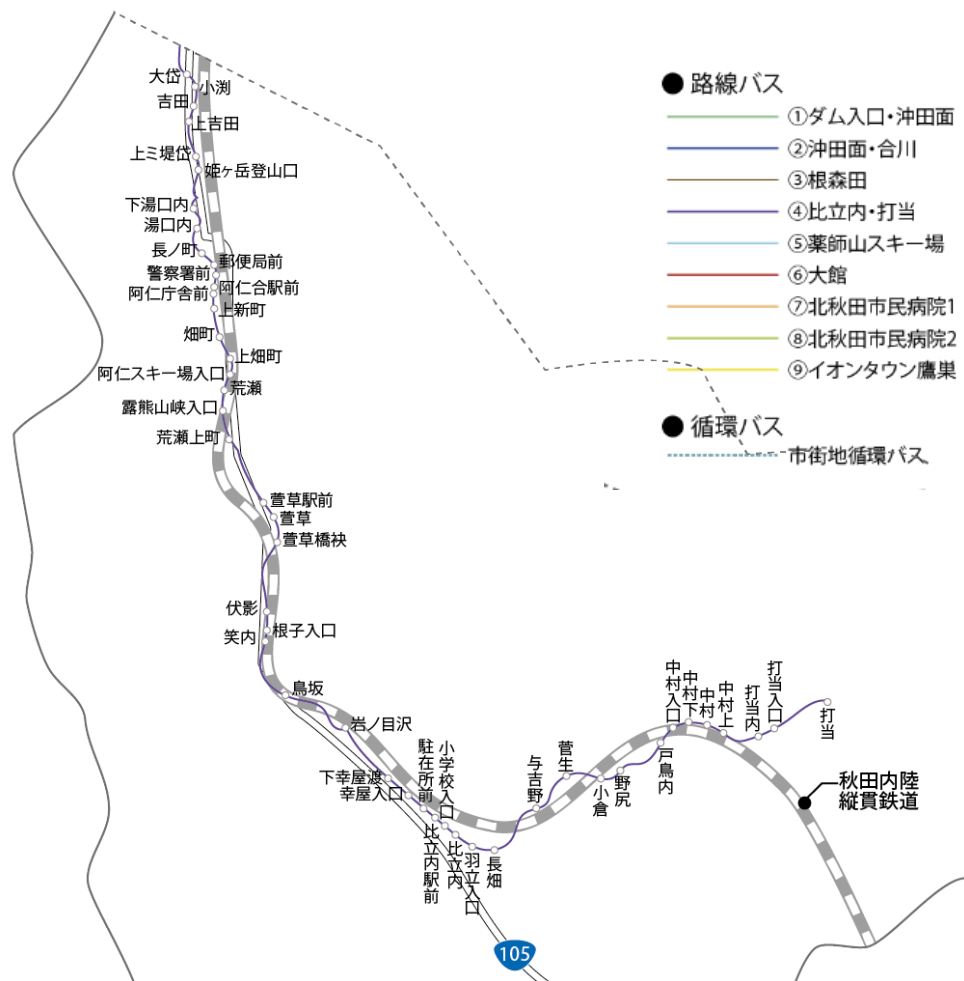 大岱
小渕
吉田
上吉田
上ミ堤岱
姫ヶ岳登山口
下湯口内
湯口内
長ノ町
郵便局前
警察署前
阿仁合駅前
阿仁庁舎前
上新町
畑町
上畑町
阿仁スキー場入口
荒瀬
露熊山峡入口
荒瀬上町
萱草駅前
萱草
萱草橋袂
伏影
根子入口
笑内
鳥坂
岩ノ目沢
下幸屋渡
幸屋入口
駐在所前
小学校入口
比立内駅前
比立内
羽立入口
長畑
与吉野
菅生
小倉
野尻
戸鳥内
中村入口
中村下
中村
中村上
打当内
打当入口
打当
秋田内陸
縦貫鉄道
105
● 路線バス
①ダム入口・沖田面
②沖田面・合川
③根森田
④比立内・打当
⑤薬師山スキー場
⑥大館
⑦北秋田市民病院1
⑧北秋田市民病院2
⑨イオンタウン鷹巣
● 循環バス
市街地循環バス